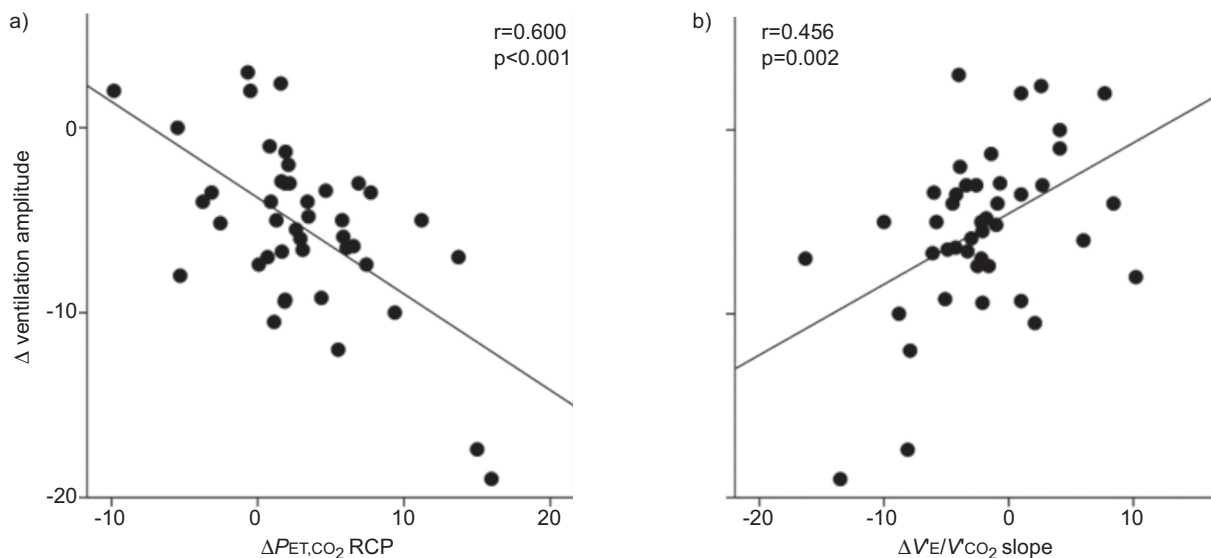 a)
r=0.600
p<0.001
Δ ventilation amplitude
0
-10
-20
-10 0 10 20
ΔPET,CO₂ RCP
b)
r=0.456
p=0.002
-20 -10 0 10
ΔV'E/V'CO₂ slope